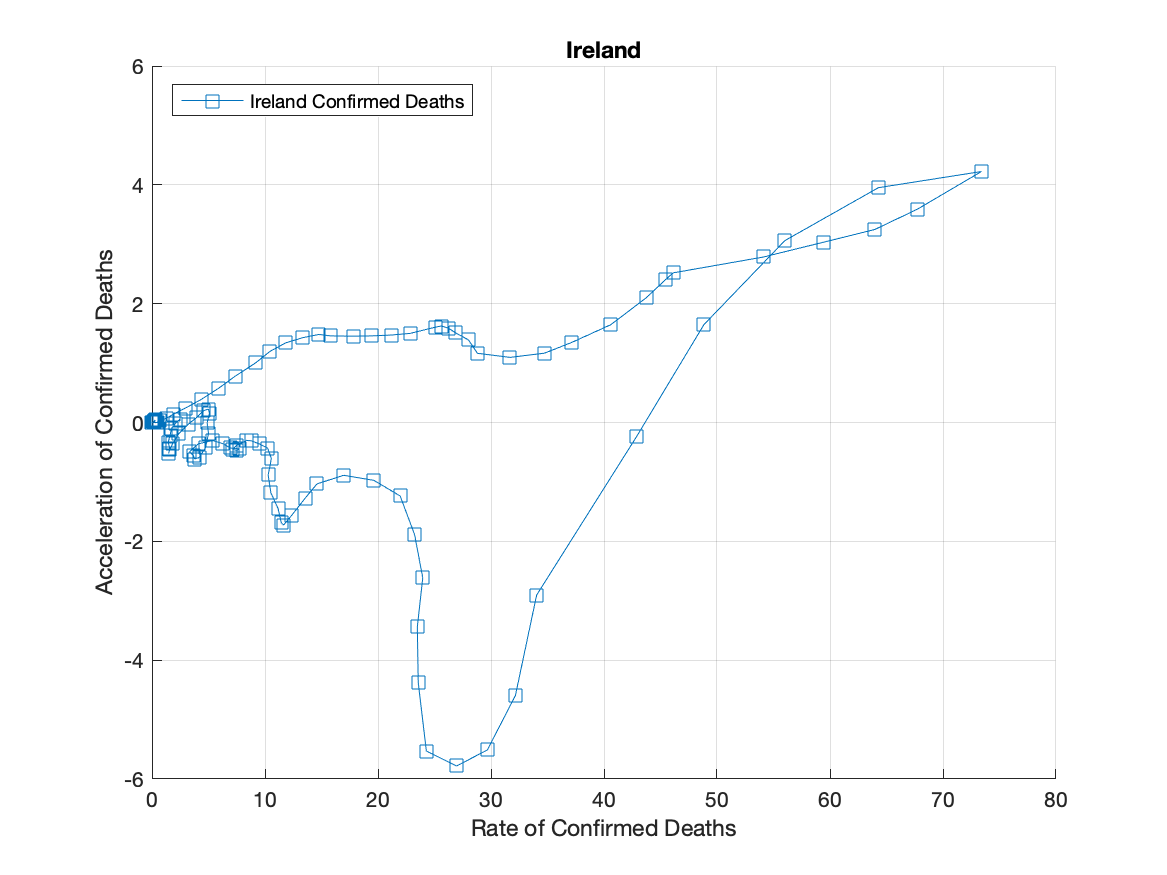 Ireland
Ireland Confirmed Deaths
6
4
2
0
-2
-4
-6
Acceleration of Confirmed Deaths
0 10 20 30 40 50 60 70 80
Rate of Confirmed Deaths